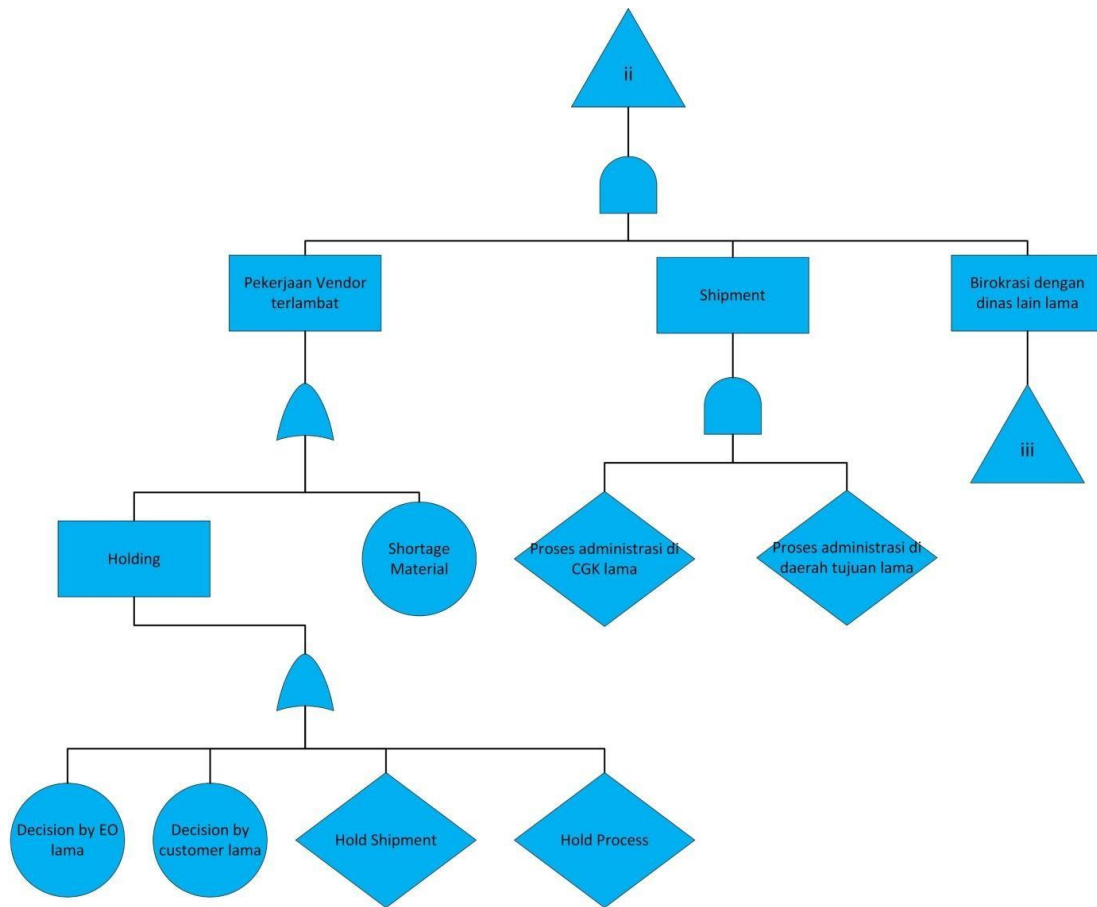 ii
Pekerjaan Vendor
terlambat
Shipment
Birokrasi dengan
dinas lain lama
iii
Holding
Shortage
Material
Proses administrasi di
CGK lama
Proses administrasi di
daerah tujuan lama
Decision by EO
lama
Decision by
customer lama
Hold Shipment
Hold Process